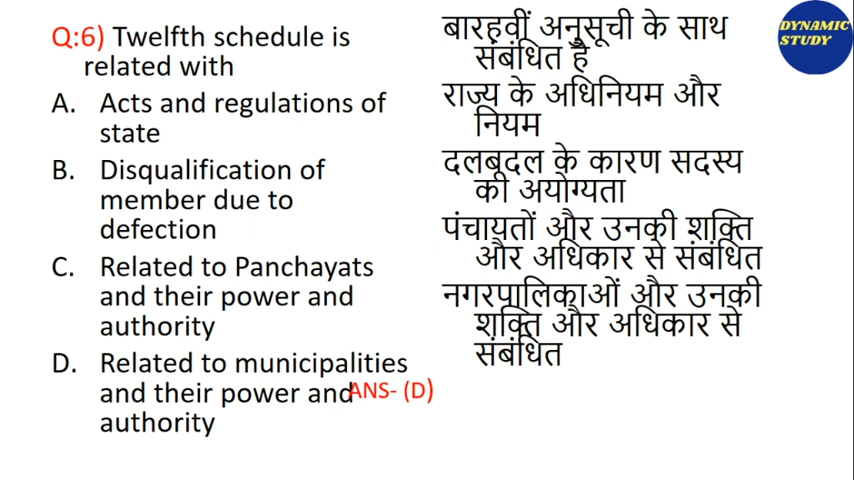 Q:6) Twelfth schedule is
related with
A. Acts and regulations of
state
B. Disqualification of
member due to
defection
C. Related to Panchayats
and their power and
authority
D. Related to municipalities
and their power and
authority
ANS- (D)
बारहवीं अनुसूची के साथ
संबंधित है
राज्य के अधिनियम और
नियम
दलबदल के कारण सदस्य
की अयोग्यता
पंचायतों और उनकी शक्ति
और अधिकार से संबंधित
नगरपालिकाओं और उनकी
शक्ति और अधिकार से
संबंधित
DYNAMIC
STUDY